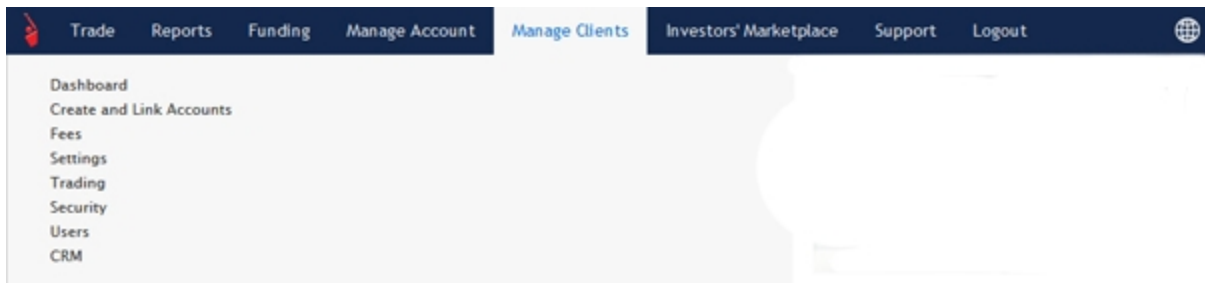 Trade Reports Funding Manage Account Manage Clients Investors' Marketplace Support Logout
Dashboard
Create and Link Accounts
Fees
Settings
Trading
Security
Users
CRM